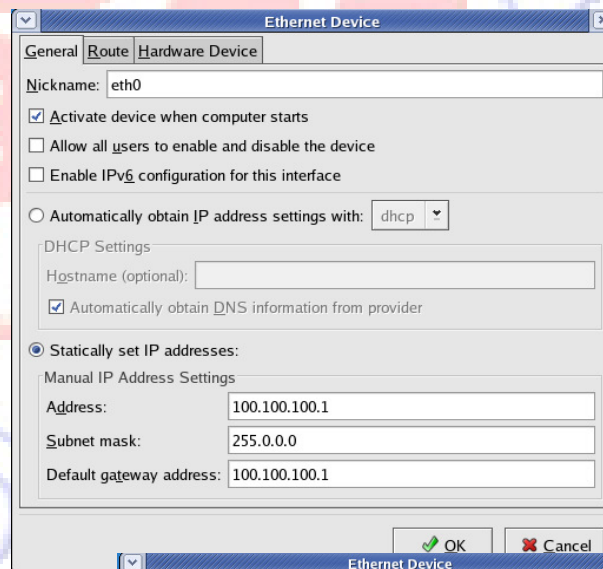 Ethernet Device
General Route Hardware Device
Nickname: eth0
Activate device when computer starts
Allow all users to enable and disable the device
Enable IPv6 configuration for this interface
Automatically obtain IP address settings with: dhcp
DHCP Settings
Hostname (optional):
Automatically obtain DNS information from provider
Statically set IP addresses:
Manual IP Address Settings
Address: 100.100.100.1
Subnet mask: 255.0.0.0
Default gateway address: 100.100.100.1
OK Cancel
Ethernet Device